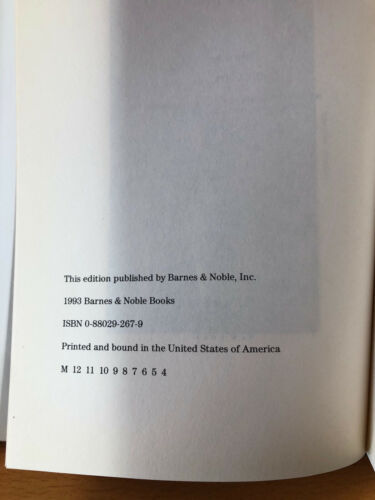 This edition published by Barnes & Noble, Inc.
1993 Barnes & Noble Books
ISBN 0-88029-267-9
Printed and bound in the United States of America
M 12 11 10 9 8 7 6 5 4